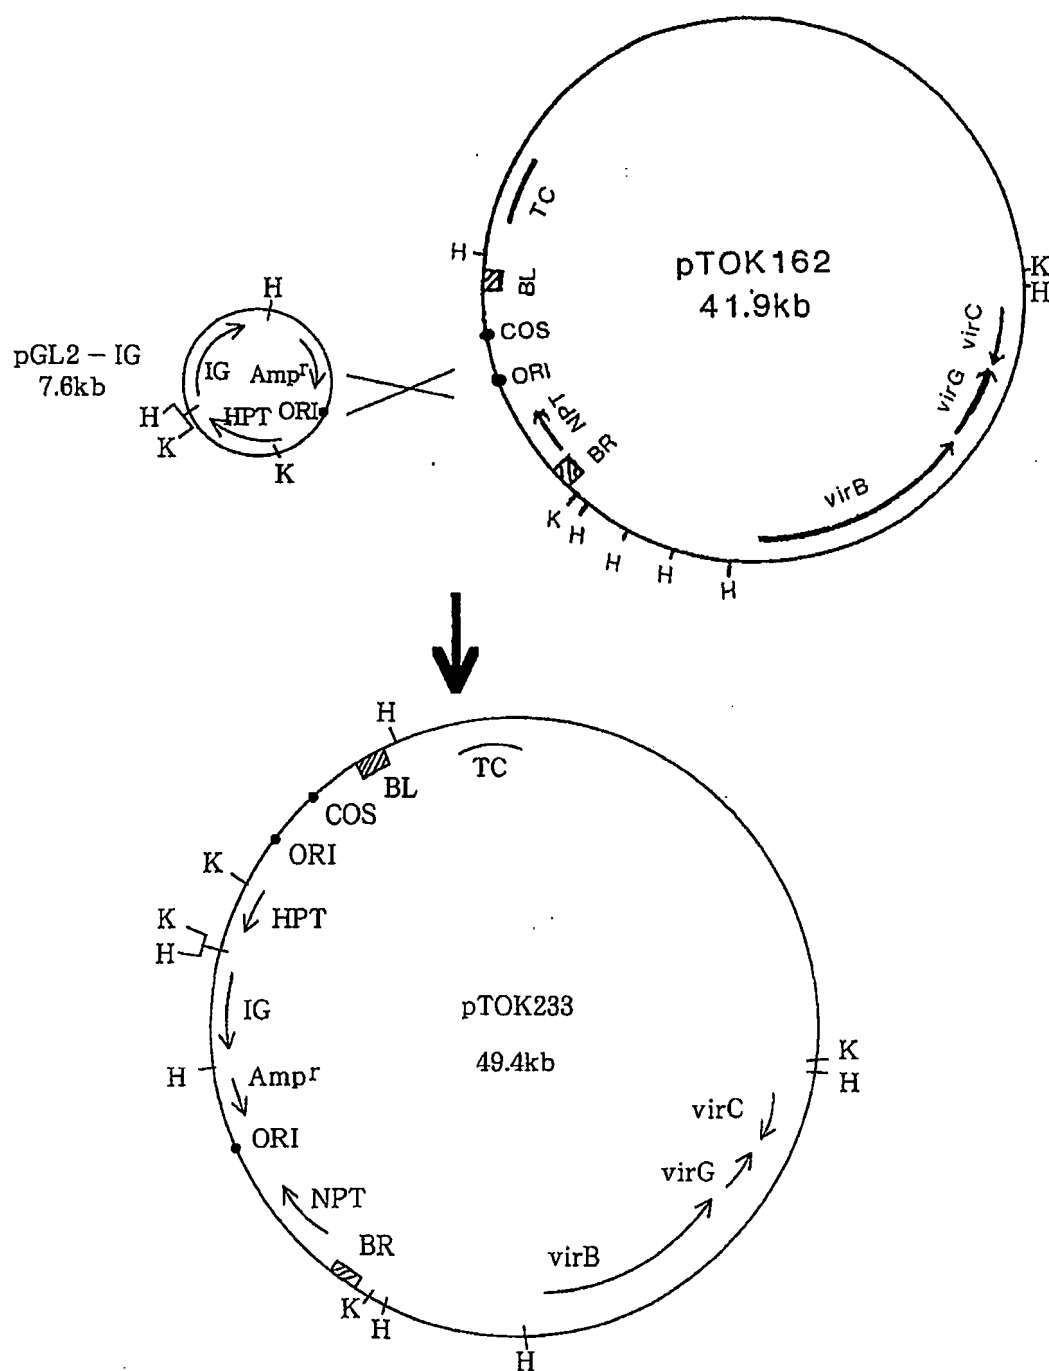 TC
H
BL
COS
ORI
NPT
BR
K
H
H
H
H
pTOK162
41.9kb
K
H
virC
virG
virB
pGL2 – IG
7.6kb
H
IG
Ampr
HPT
ORI
H
K
K
H
TC
BL
COS
ORI
K
HPT
K
H
IG
H
Ampr
ORI
NPT
BR
K
H
H
pTOK233
49.4kb
K
H
virC
virG
virB